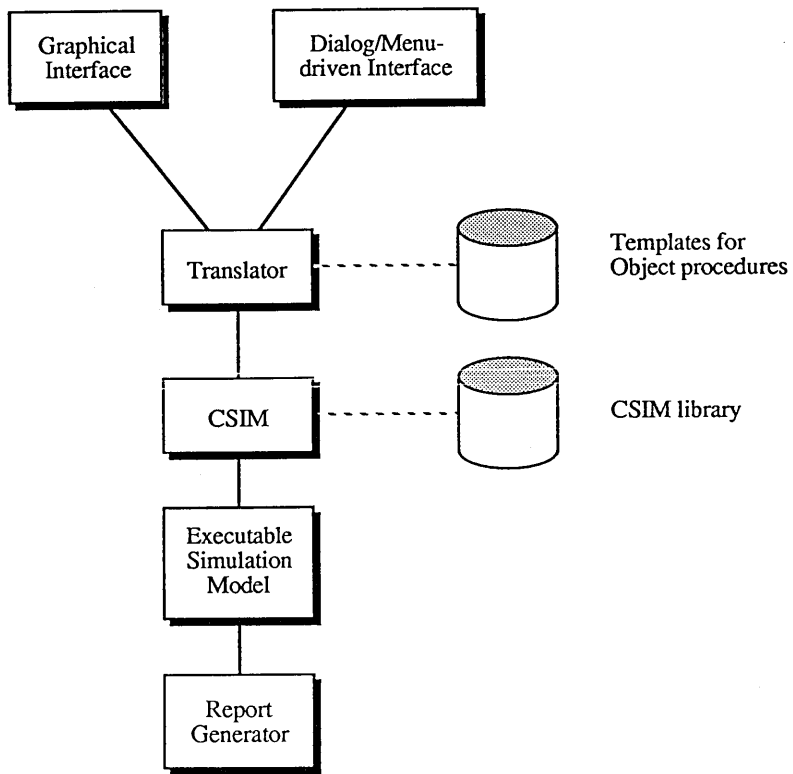 Graphical
Interface
Dialog/Menu-
driven Interface
Translator
Templates for
Object procedures
CSIM
CSIM library
Executable
Simulation
Model
Report
Generator